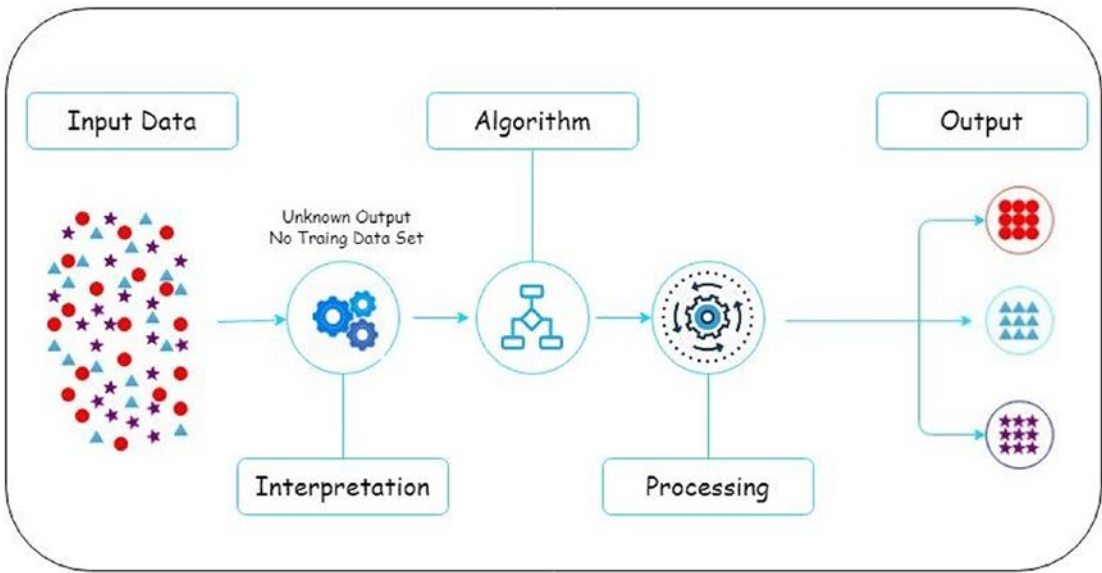 Input Data
Algorithm
Output
Unknown Output
No Traing Data Set
Interpretation
Processing